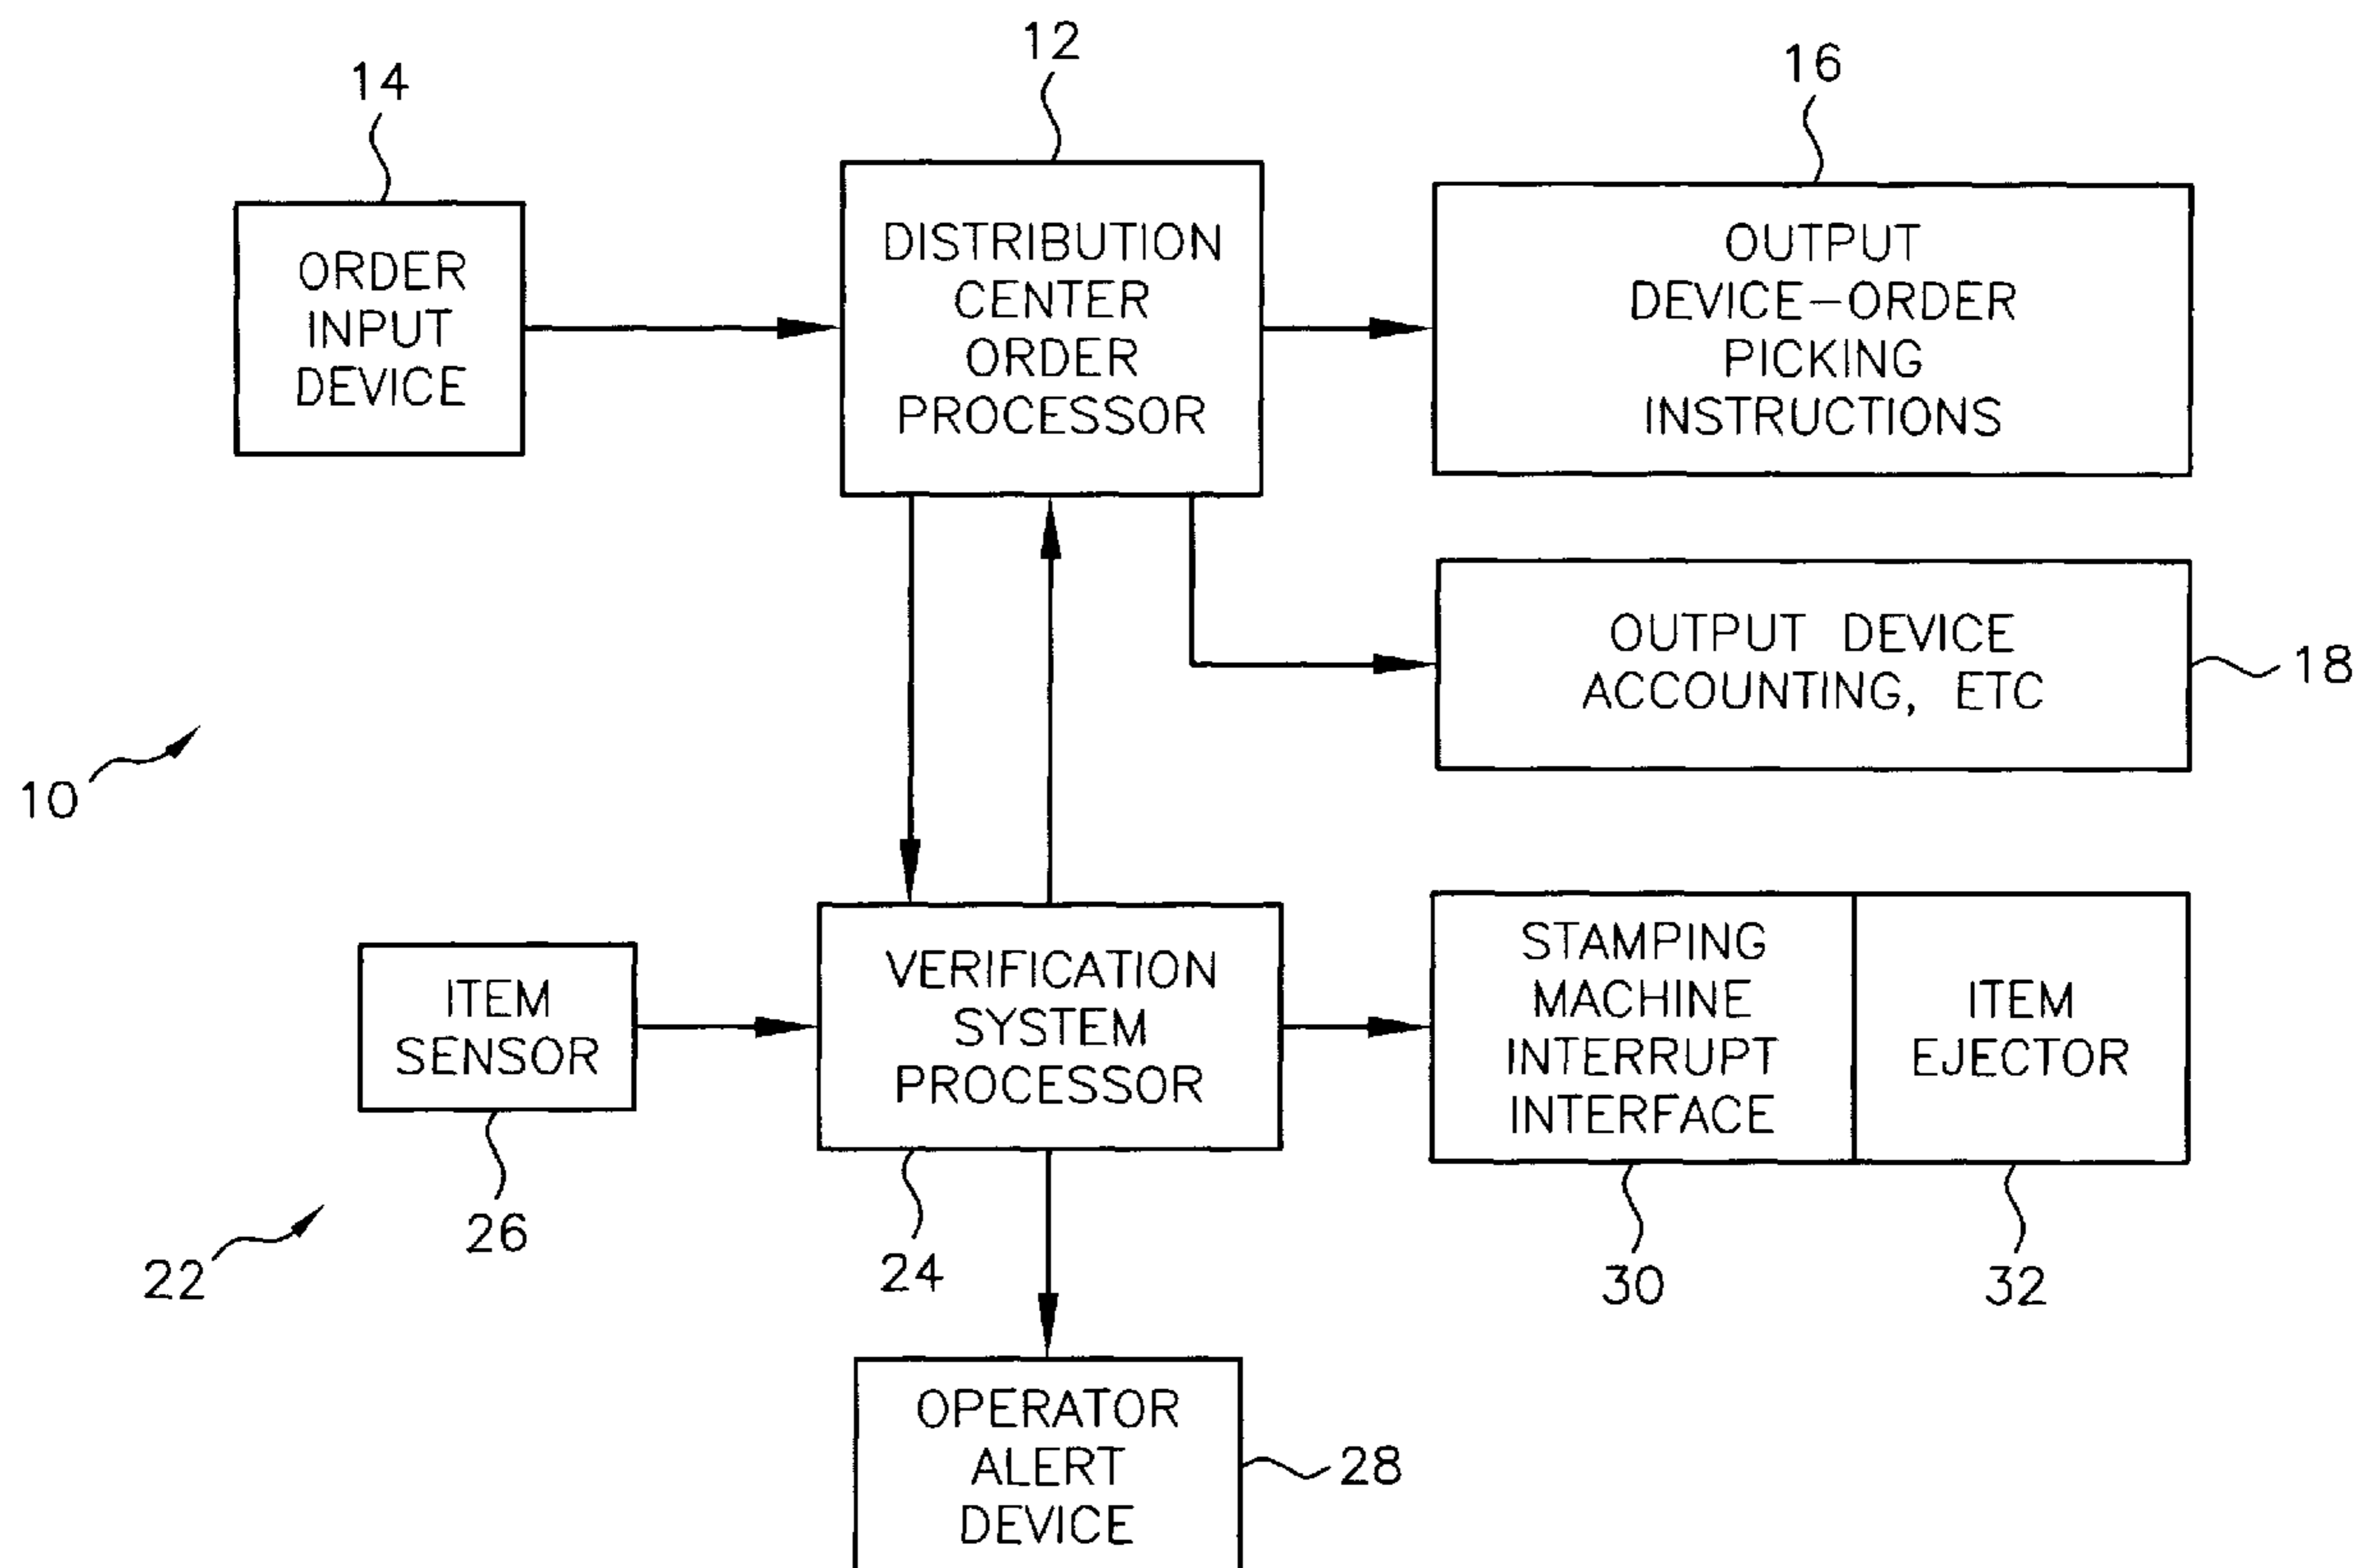 12
14
16
ORDER
INPUT
DEVICE
DISTRIBUTION
CENTER
ORDER
PROCESSOR
OUTPUT
DEVICE-ORDER
PICKING
INSTRUCTIONS
OUTPUT DEVICE
ACCOUNTING, ETC
18
10
ITEM
SENSOR
VERIFICATION
SYSTEM
PROCESSOR
STAMPING
MACHINE
INTERRUPT
INTERFACE
ITEM
EJECTOR
26
22
24
30
32
OPERATOR
ALERT
DEVICE
28